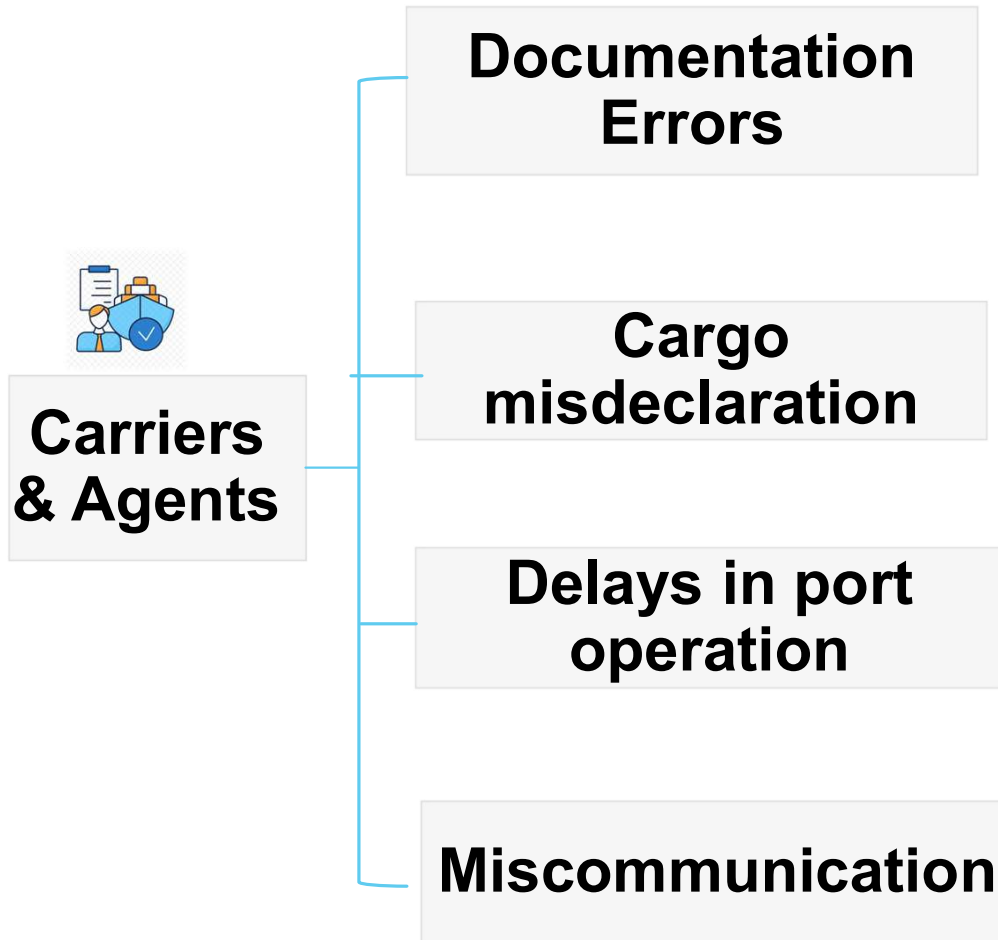 Documentation
Errors
Cargo
misdeclaration
Carriers
& Agents
Delays in port
operation
Miscommunication